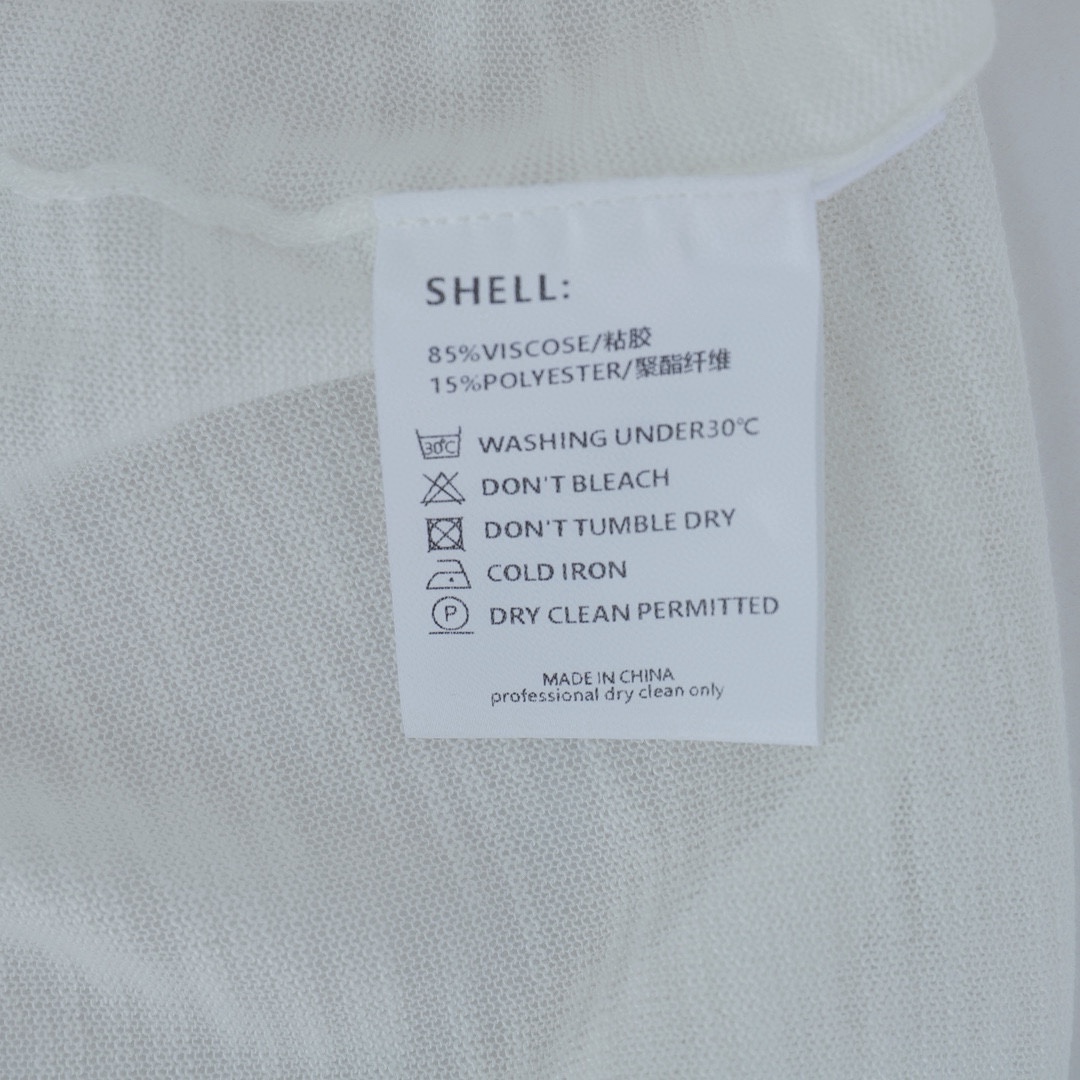 SHELL:
85%VISCOSE/粘胶
15%POLYESTER/聚酯纤维
30℃ WASHING UNDER30℃
DON'T BLEACH
DON'T TUMBLE DRY
COLD IRON
P DRY CLEAN PERMITTED
MADE IN CHINA
professional dry clean only